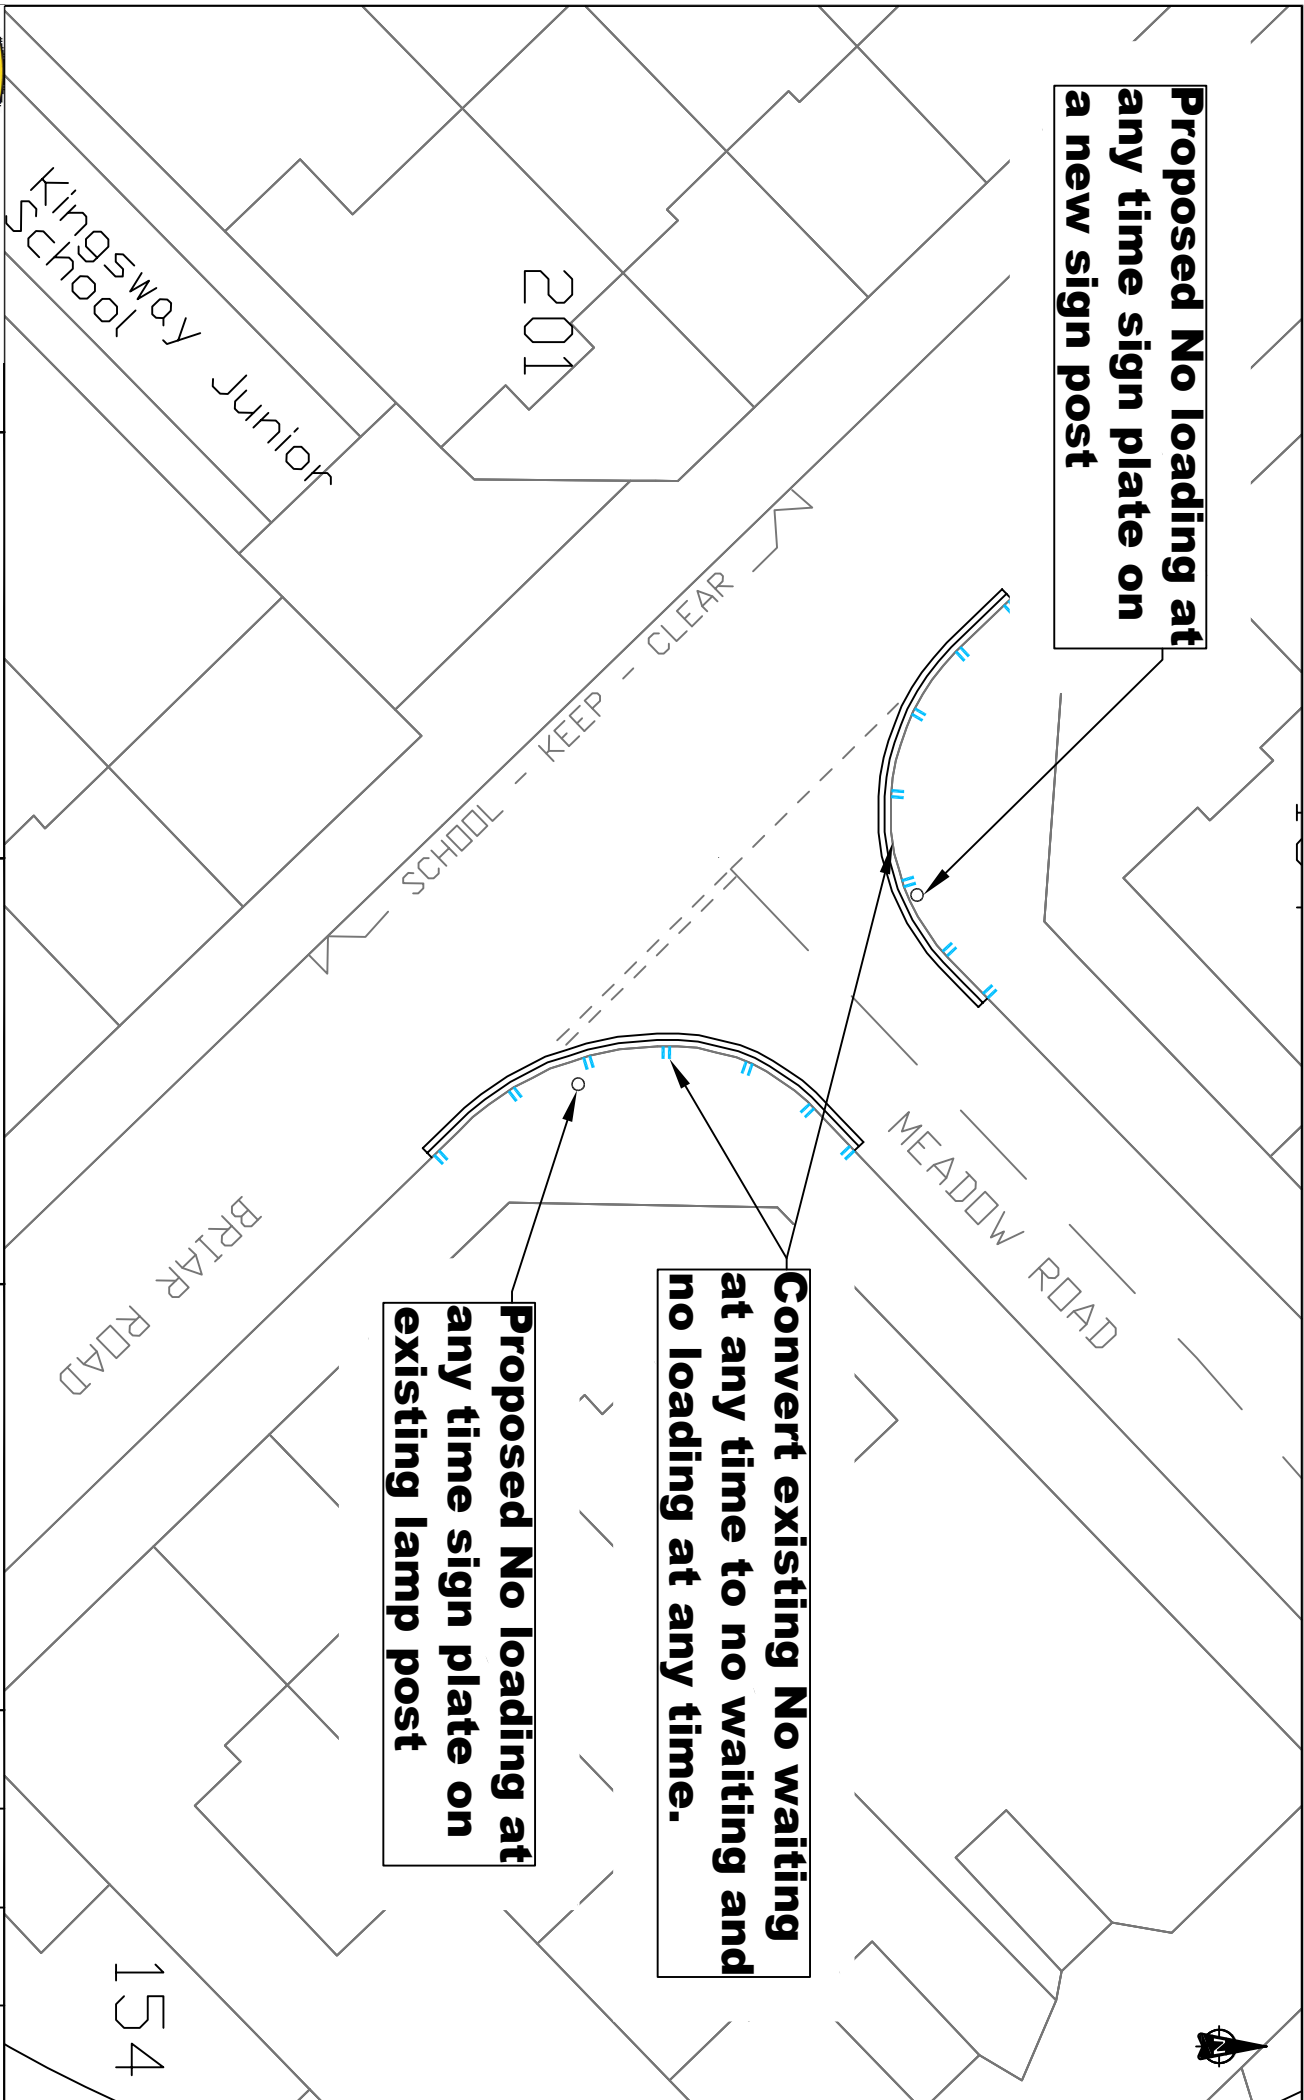 Proposed No loading at
any time sign plate on
a new sign post
201
Kingsway Junior
School
SCHOOL - KEEP - CLEAR
MEADOW ROAD
BRIAR ROAD
Convert existing No waiting
at any time to no waiting and
no loading at any time.
Proposed No loading at
any time sign plate on
existing lamp post
154
N